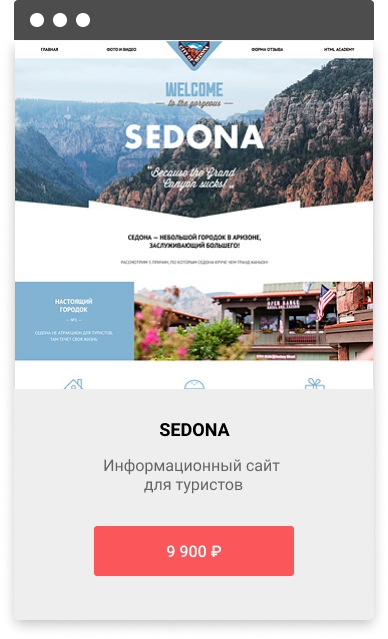 ГЛАВНАЯ
ФОТО И ВИДЕО
ФОРМА ОТЗЫВА
HTML ACADEMY
WELCOME
to the gorgeous
SEDONA
"Because the Grand
Canyon sucks!"
СЕДОНА — НЕБОЛЬШОЙ ГОРОДОК В АРИЗОНЕ,
ЗАСЛУЖИВАЮЩИЙ БОЛЬШЕГО!
РАССМОТРИМ 5 ПРИЧИН, ПО КОТОРЫМ СЕДОНА КРУЧЕ ЧЕМ ГРАНД КАНЬОН!
НАСТОЯЩИЙ
ГОРОДОК
— №1 —
СЕДОНА НЕ АТРАКЦИОН ДЛЯ ТУРИСТОВ,
ТАМ ТЕЧЕТ СВОЯ ЖИЗНЬ
OPEN RANGE
SEDONA
Информационный сайт
для туристов
9 900 ₽